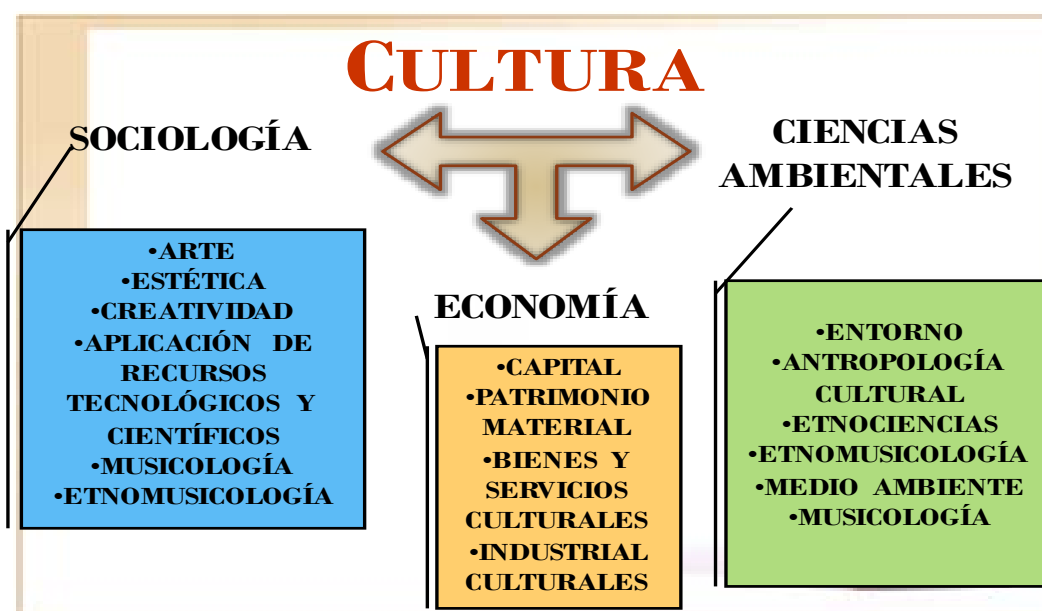 CULTURA
SOCIOLOGÍA
•ARTE
•ESTÉTICA
•CREATIVIDAD
•APLICACIÓN DE
RECURSOS
TECNOLÓGICOS Y
CIENTÍFICOS
•MUSICOLOGÍA
•ETNOMUSICOLOGÍA
ECONOMÍA
•CAPITAL
•PATRIMONIO
MATERIAL
•BIENES Y
SERVICIOS
CULTURALES
•INDUSTRIAL
CULTURALES
CIENCIAS
AMBIENTALES
•ENTORNO
•ANTROPOLOGÍA
CULTURAL
•ETNOCIENCIAS
•ETNOMUSICOLOGÍA
•MEDIO AMBIENTE
•MUSICOLOGÍA